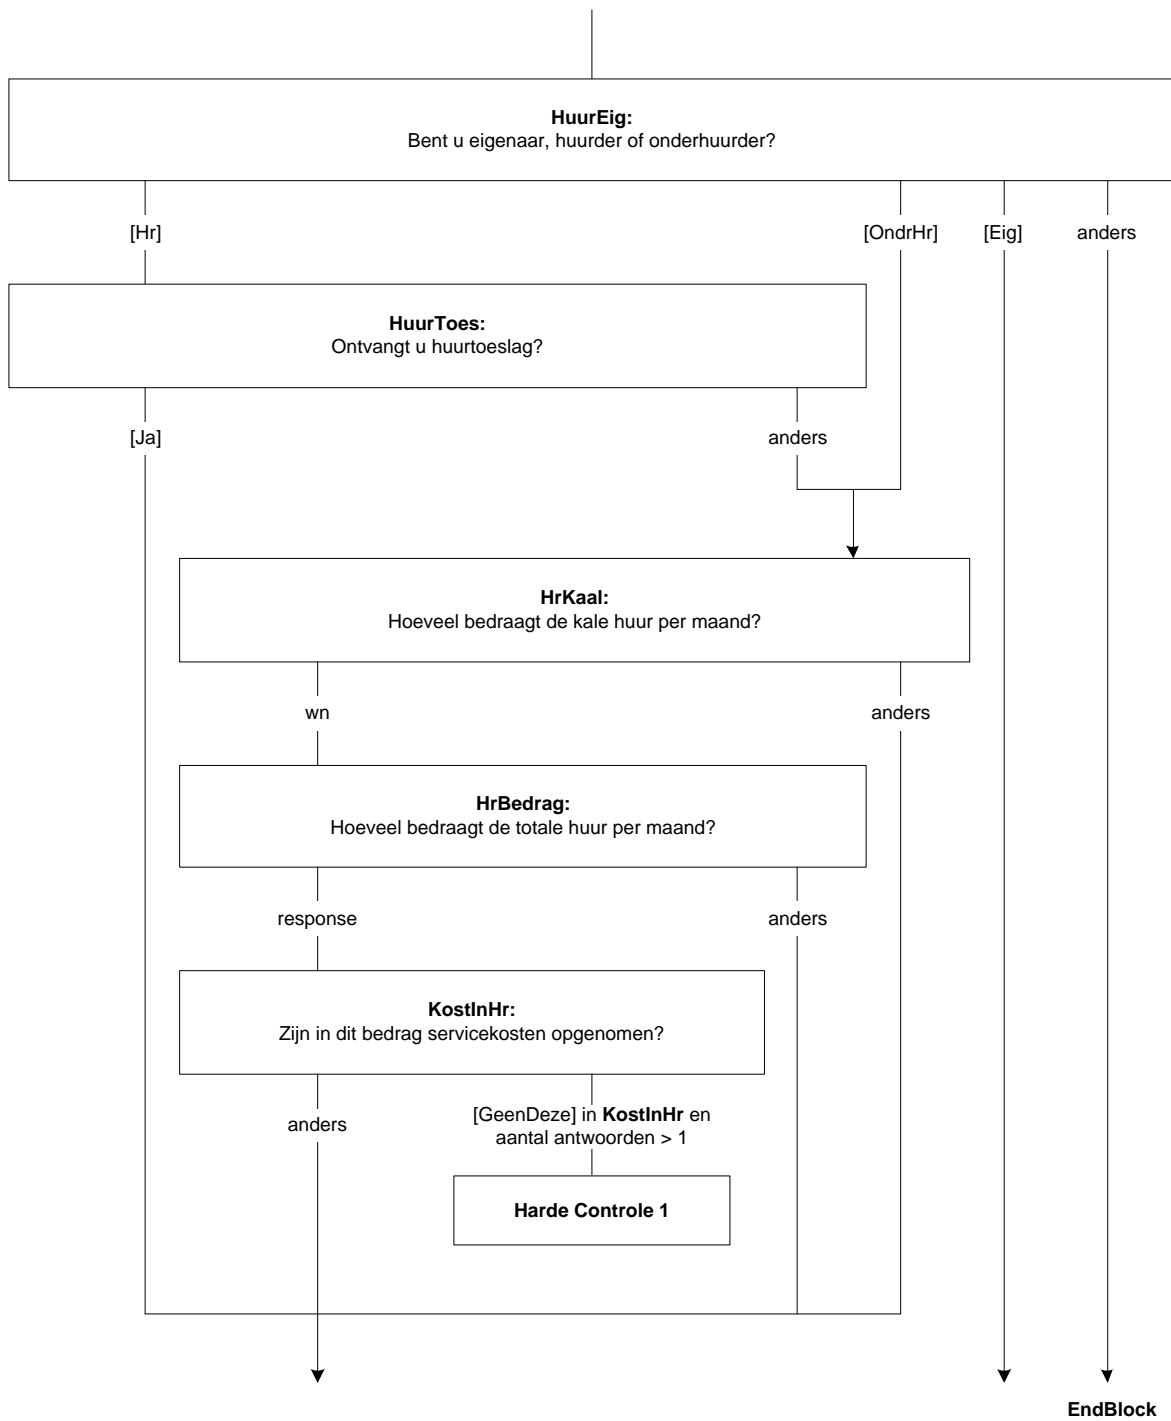 HuurEig:
Bent u eigenaar, huurder of onderhuurder?
[Hr]
[OndrHr]
[Eig]
anders
HuurToes:
Ontvangt u huurtoeslag?
[Ja]
anders
HrKaal:
Hoeveel bedraagt de kale huur per maand?
wn
anders
HrBedrag:
Hoeveel bedraagt de totale huur per maand?
response
anders
KostInHr:
Zijn in dit bedrag servicekosten opgenomen?
anders
[GeenDeze] in KostInHr en
aantal antwoorden > 1
Harde Controle 1
EndBlock